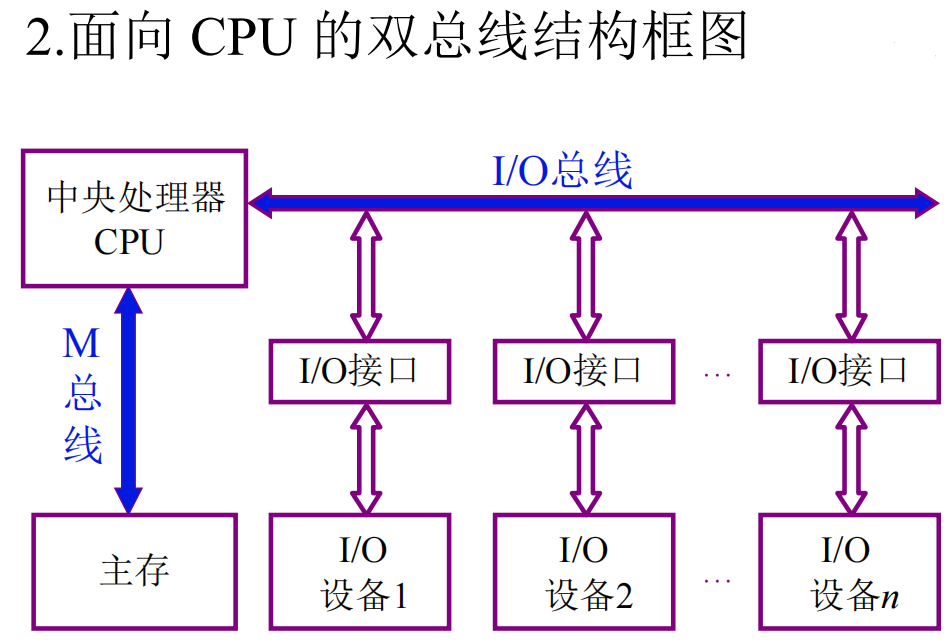 2.面向 CPU 的双总线结构框图
I/O总线
中央处理器
CPU
M
总
线
I/O接口
I/O接口
…
I/O接口
主存
I/O
设备1
I/O
设备2
…
I/O
设备n